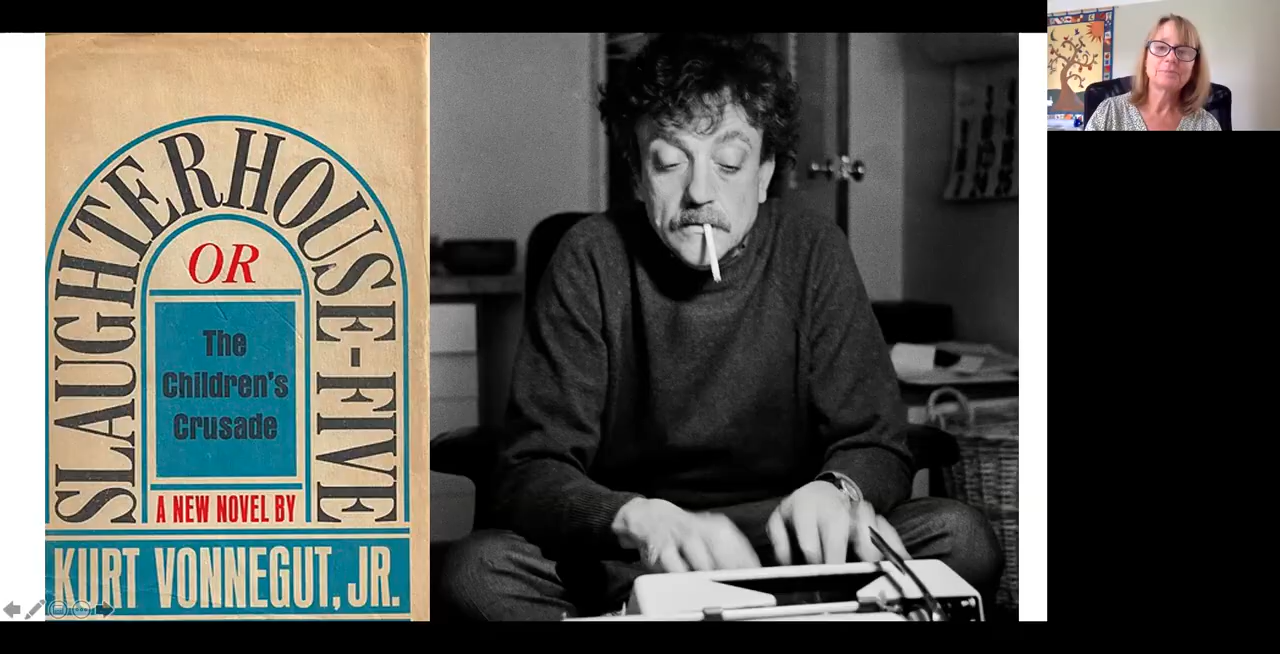 SLAUGHTERHOUSE-FIVE
OR
The
Children's
Crusade
A NEW NOVEL BY
KURT VONNEGUT, JR.